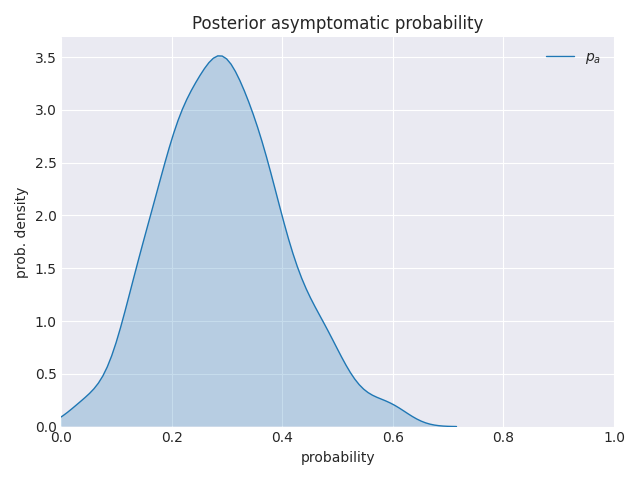 Posterior asymptomatic probability
pₐ
prob. density
3.5
3.0
2.5
2.0
1.5
1.0
0.5
0.0
0.0 0.2 0.4 0.6 0.8 1.0
probability